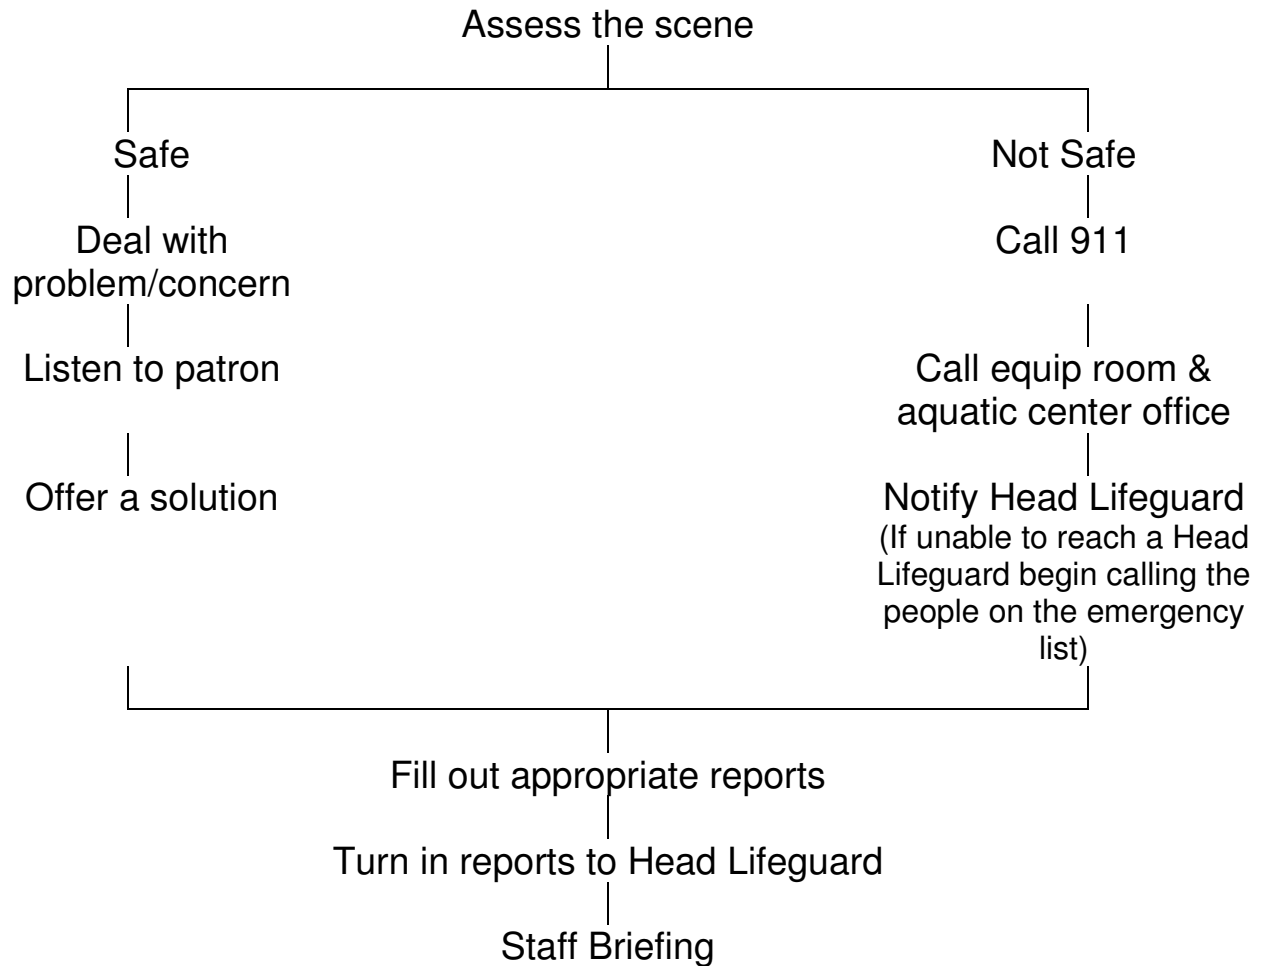 Assess the scene
Safe
Not Safe
Deal with
problem/concern
Call 911
Listen to patron
Call equip room &
aquatic center office
Offer a solution
Notify Head Lifeguard
(If unable to reach a Head
Lifeguard begin calling the
people on the emergency
list)
Fill out appropriate reports
Turn in reports to Head Lifeguard
Staff Briefing